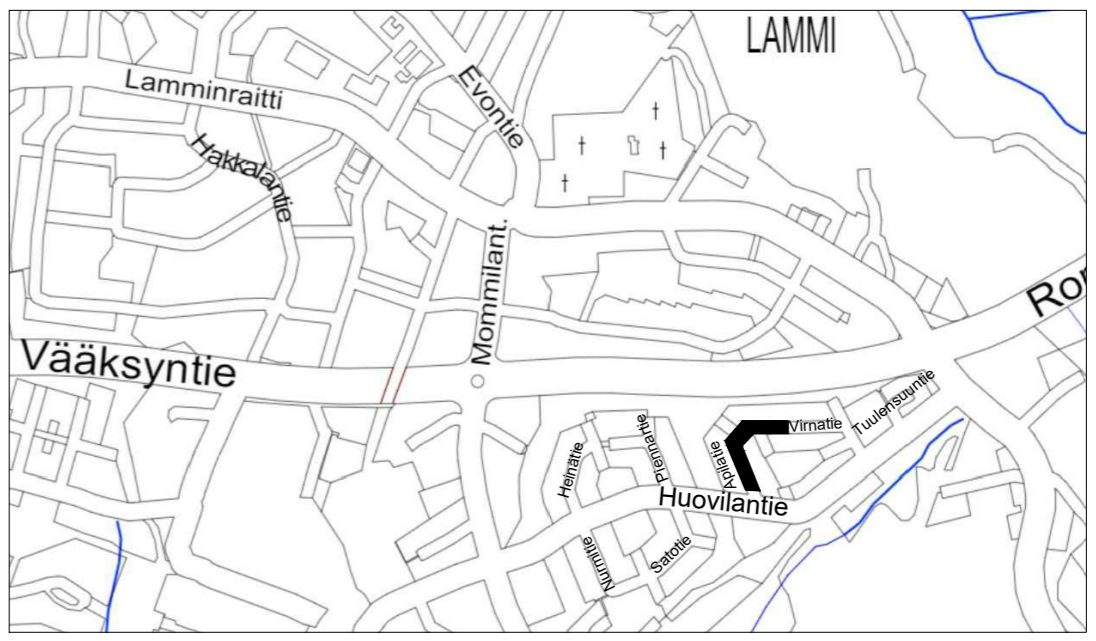 LAMMI
Lamminraitti
Evontie
Hakkalantie
Mommilant.
Vääksyntie
Tuulensuuntie
Virnatie
Apilatie
Piennartie
Heinätie
Huovilantie
Nurmitie
Satotie